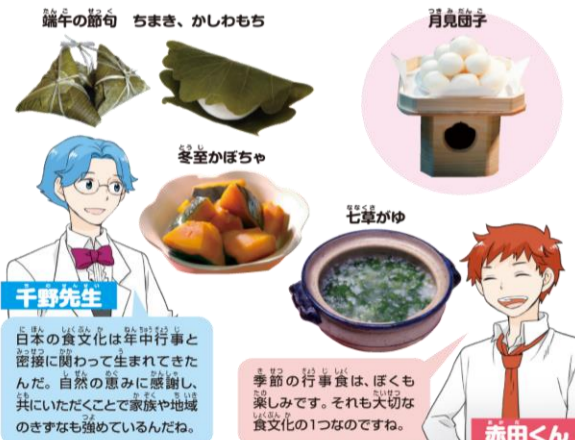 端午の節句 ちまき、かしわもち
月見団子
冬至かぼちゃ
七草がゆ
千野先生
日本の食文化は年中行事と
密接に関わって生まれてきた
んだ。自然の恵みに感謝し、
共にいただくことで家族や地域
のきずなも強めているんだね。
季節の行事食は、ぼくも
楽しみです。それも大切な
食文化の1つなのですね。
赤田くん